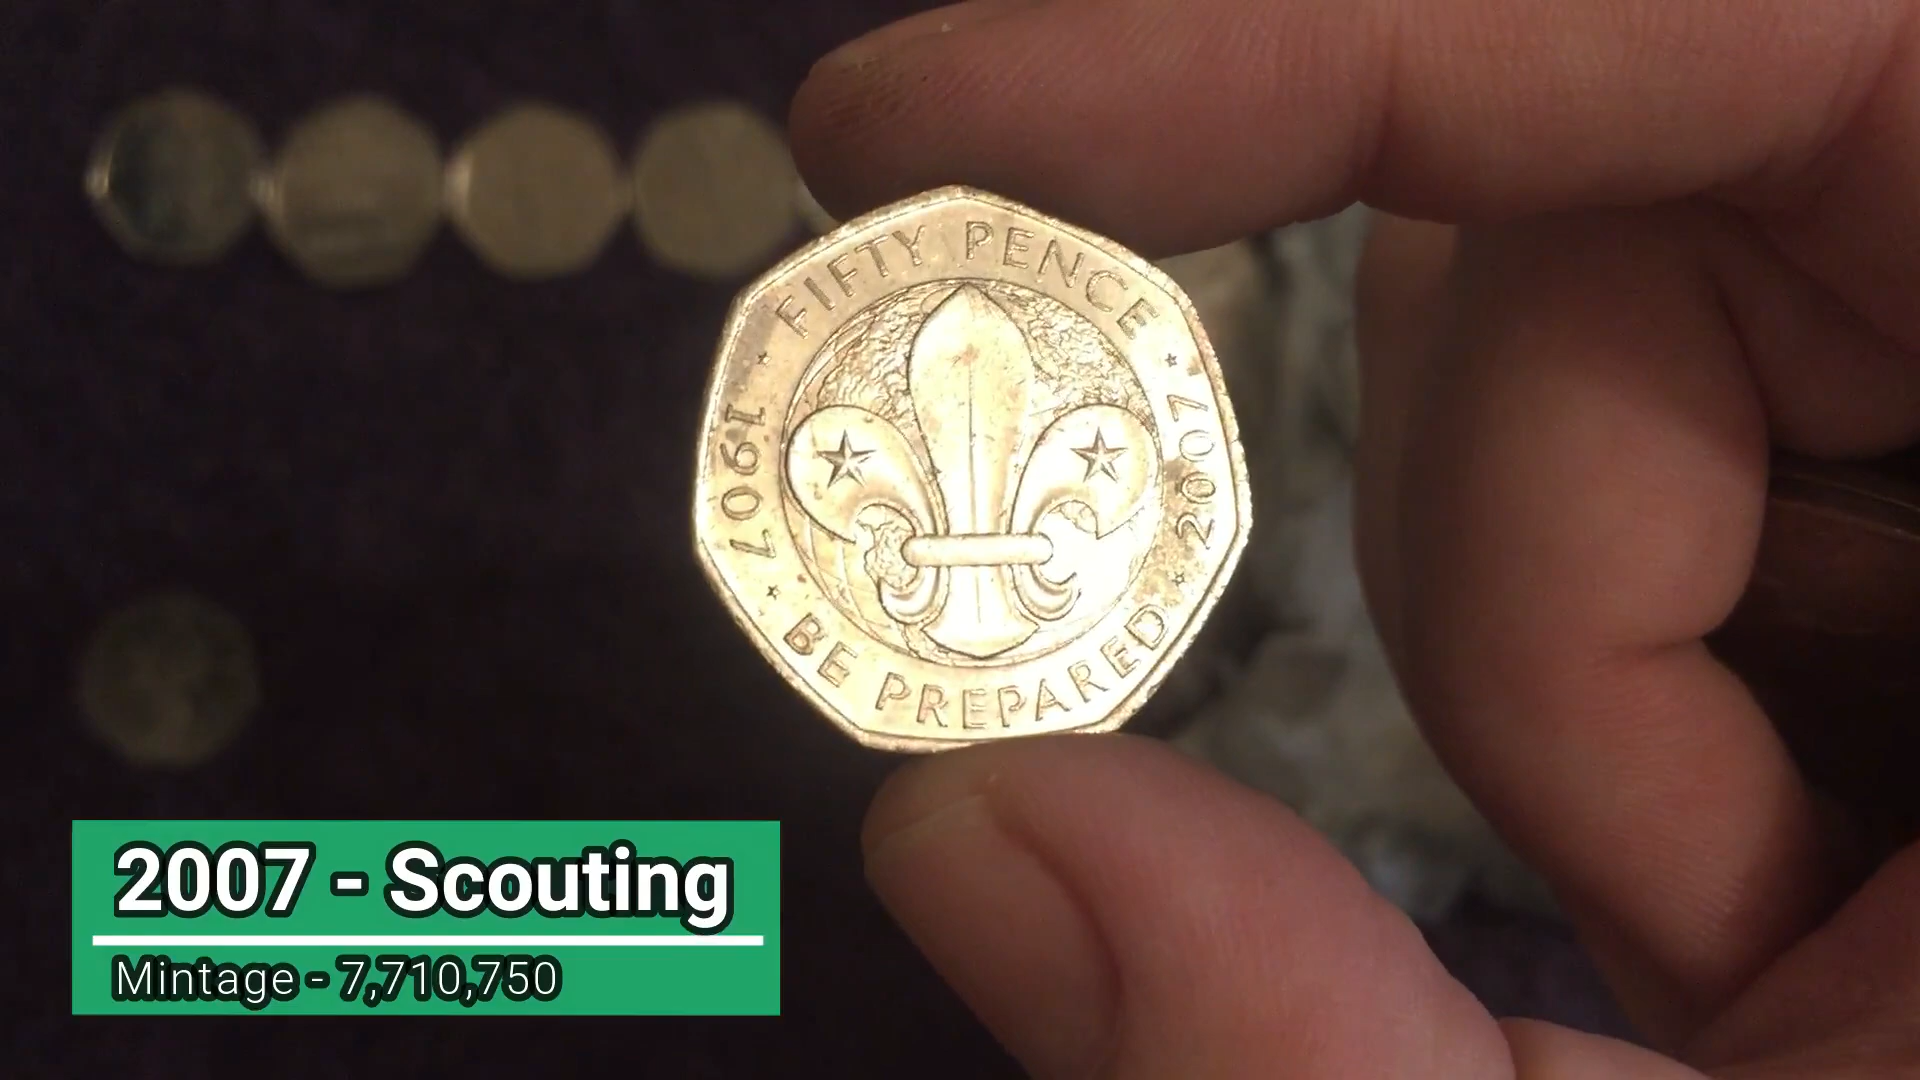 FIFTY PENCE
1907
2007
BE PREPARED
2007 - Scouting
Mintage - 7,710,750